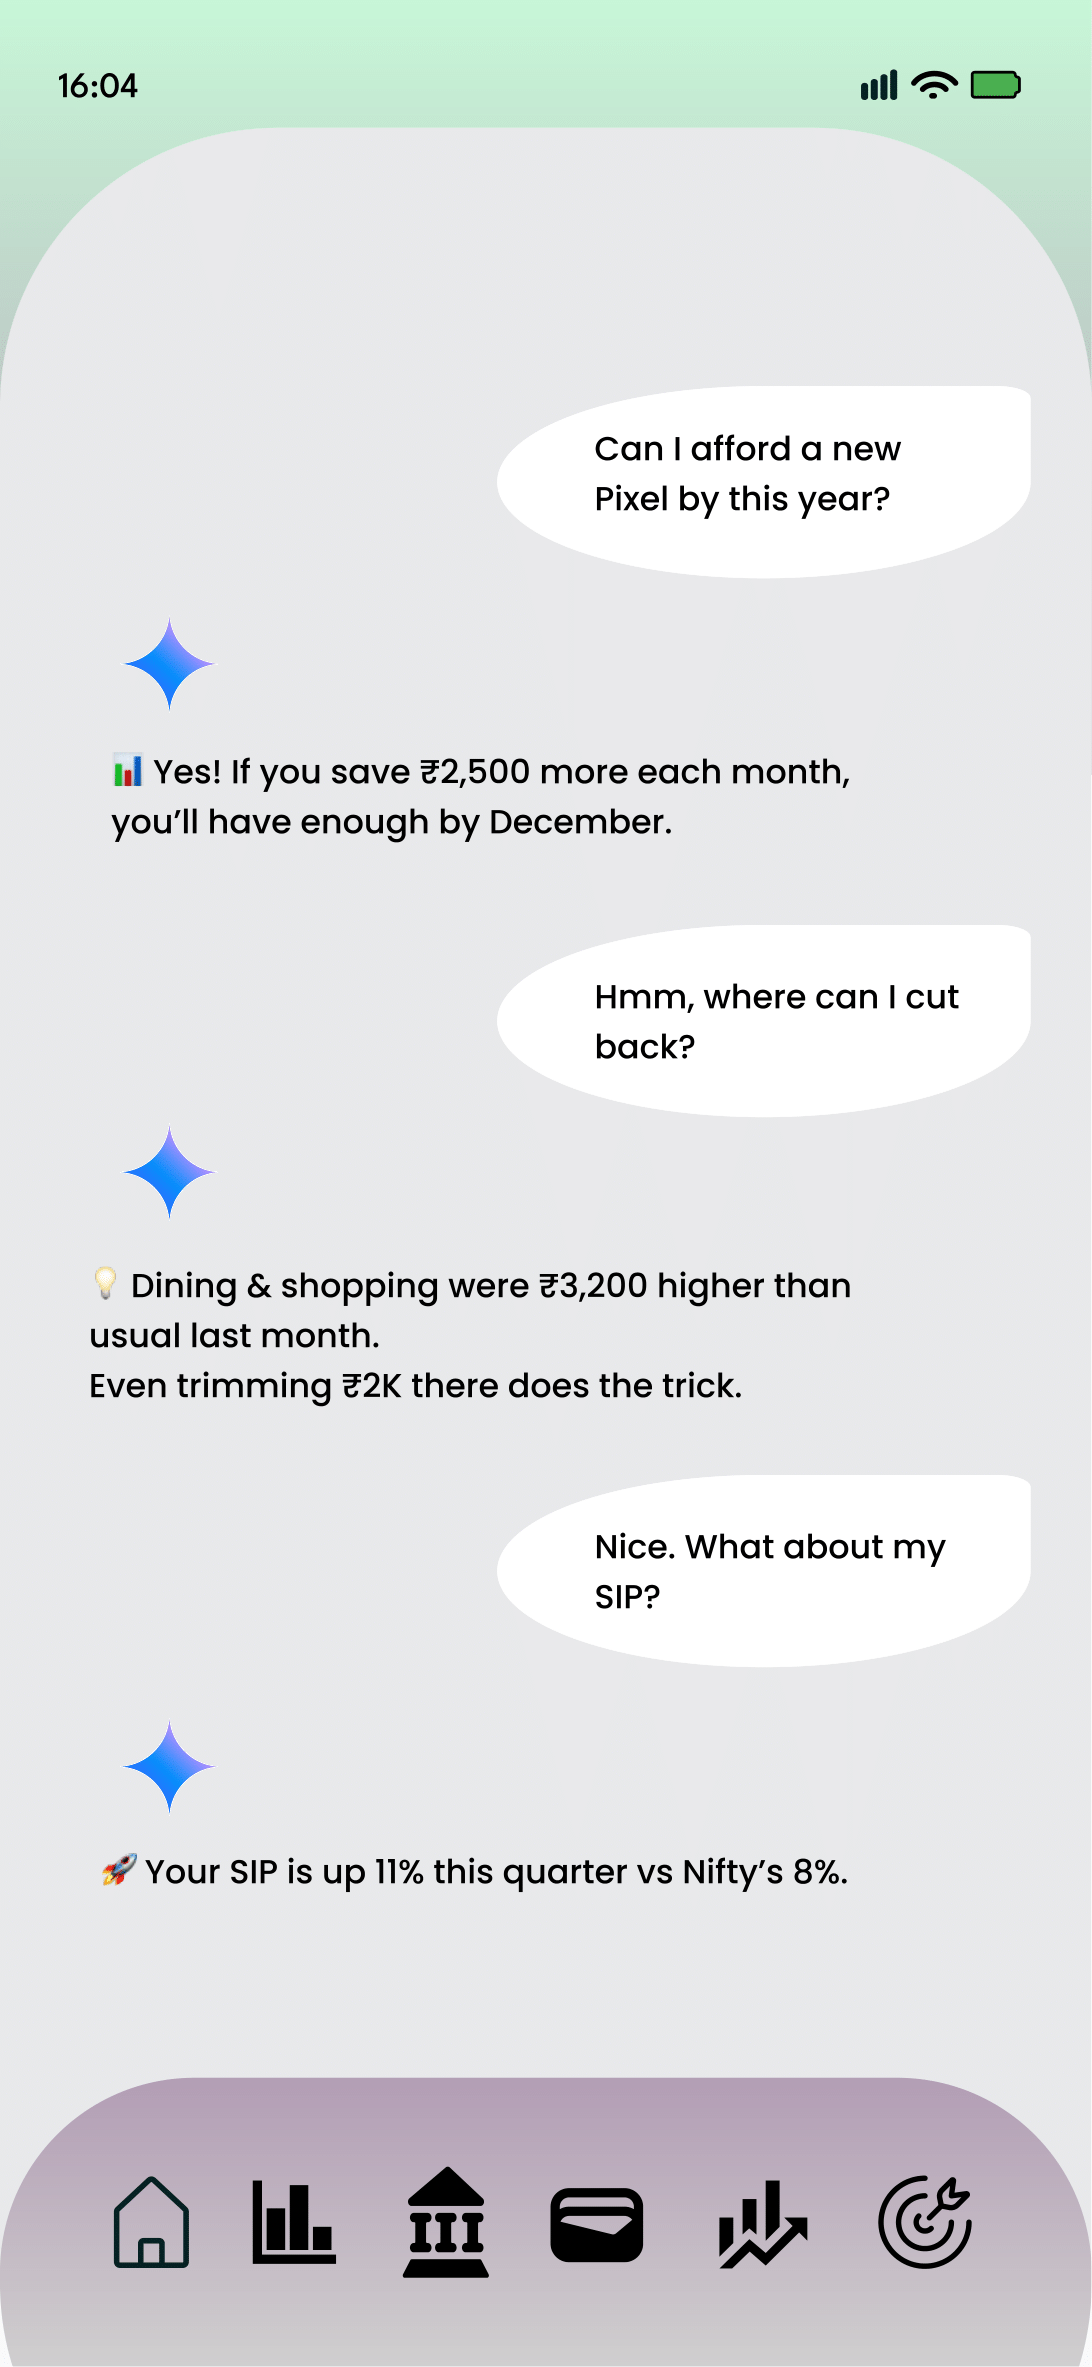 16:04
Can I afford a new
Pixel by this year?
📊 Yes! If you save ₹2,500 more each month,
you’ll have enough by December.
Hmm, where can I cut
back?
💡 Dining & shopping were ₹3,200 higher than
usual last month.
Even trimming ₹2K there does the trick.
Nice. What about my
SIP?
🚀 Your SIP is up 11% this quarter vs Nifty’s 8%.